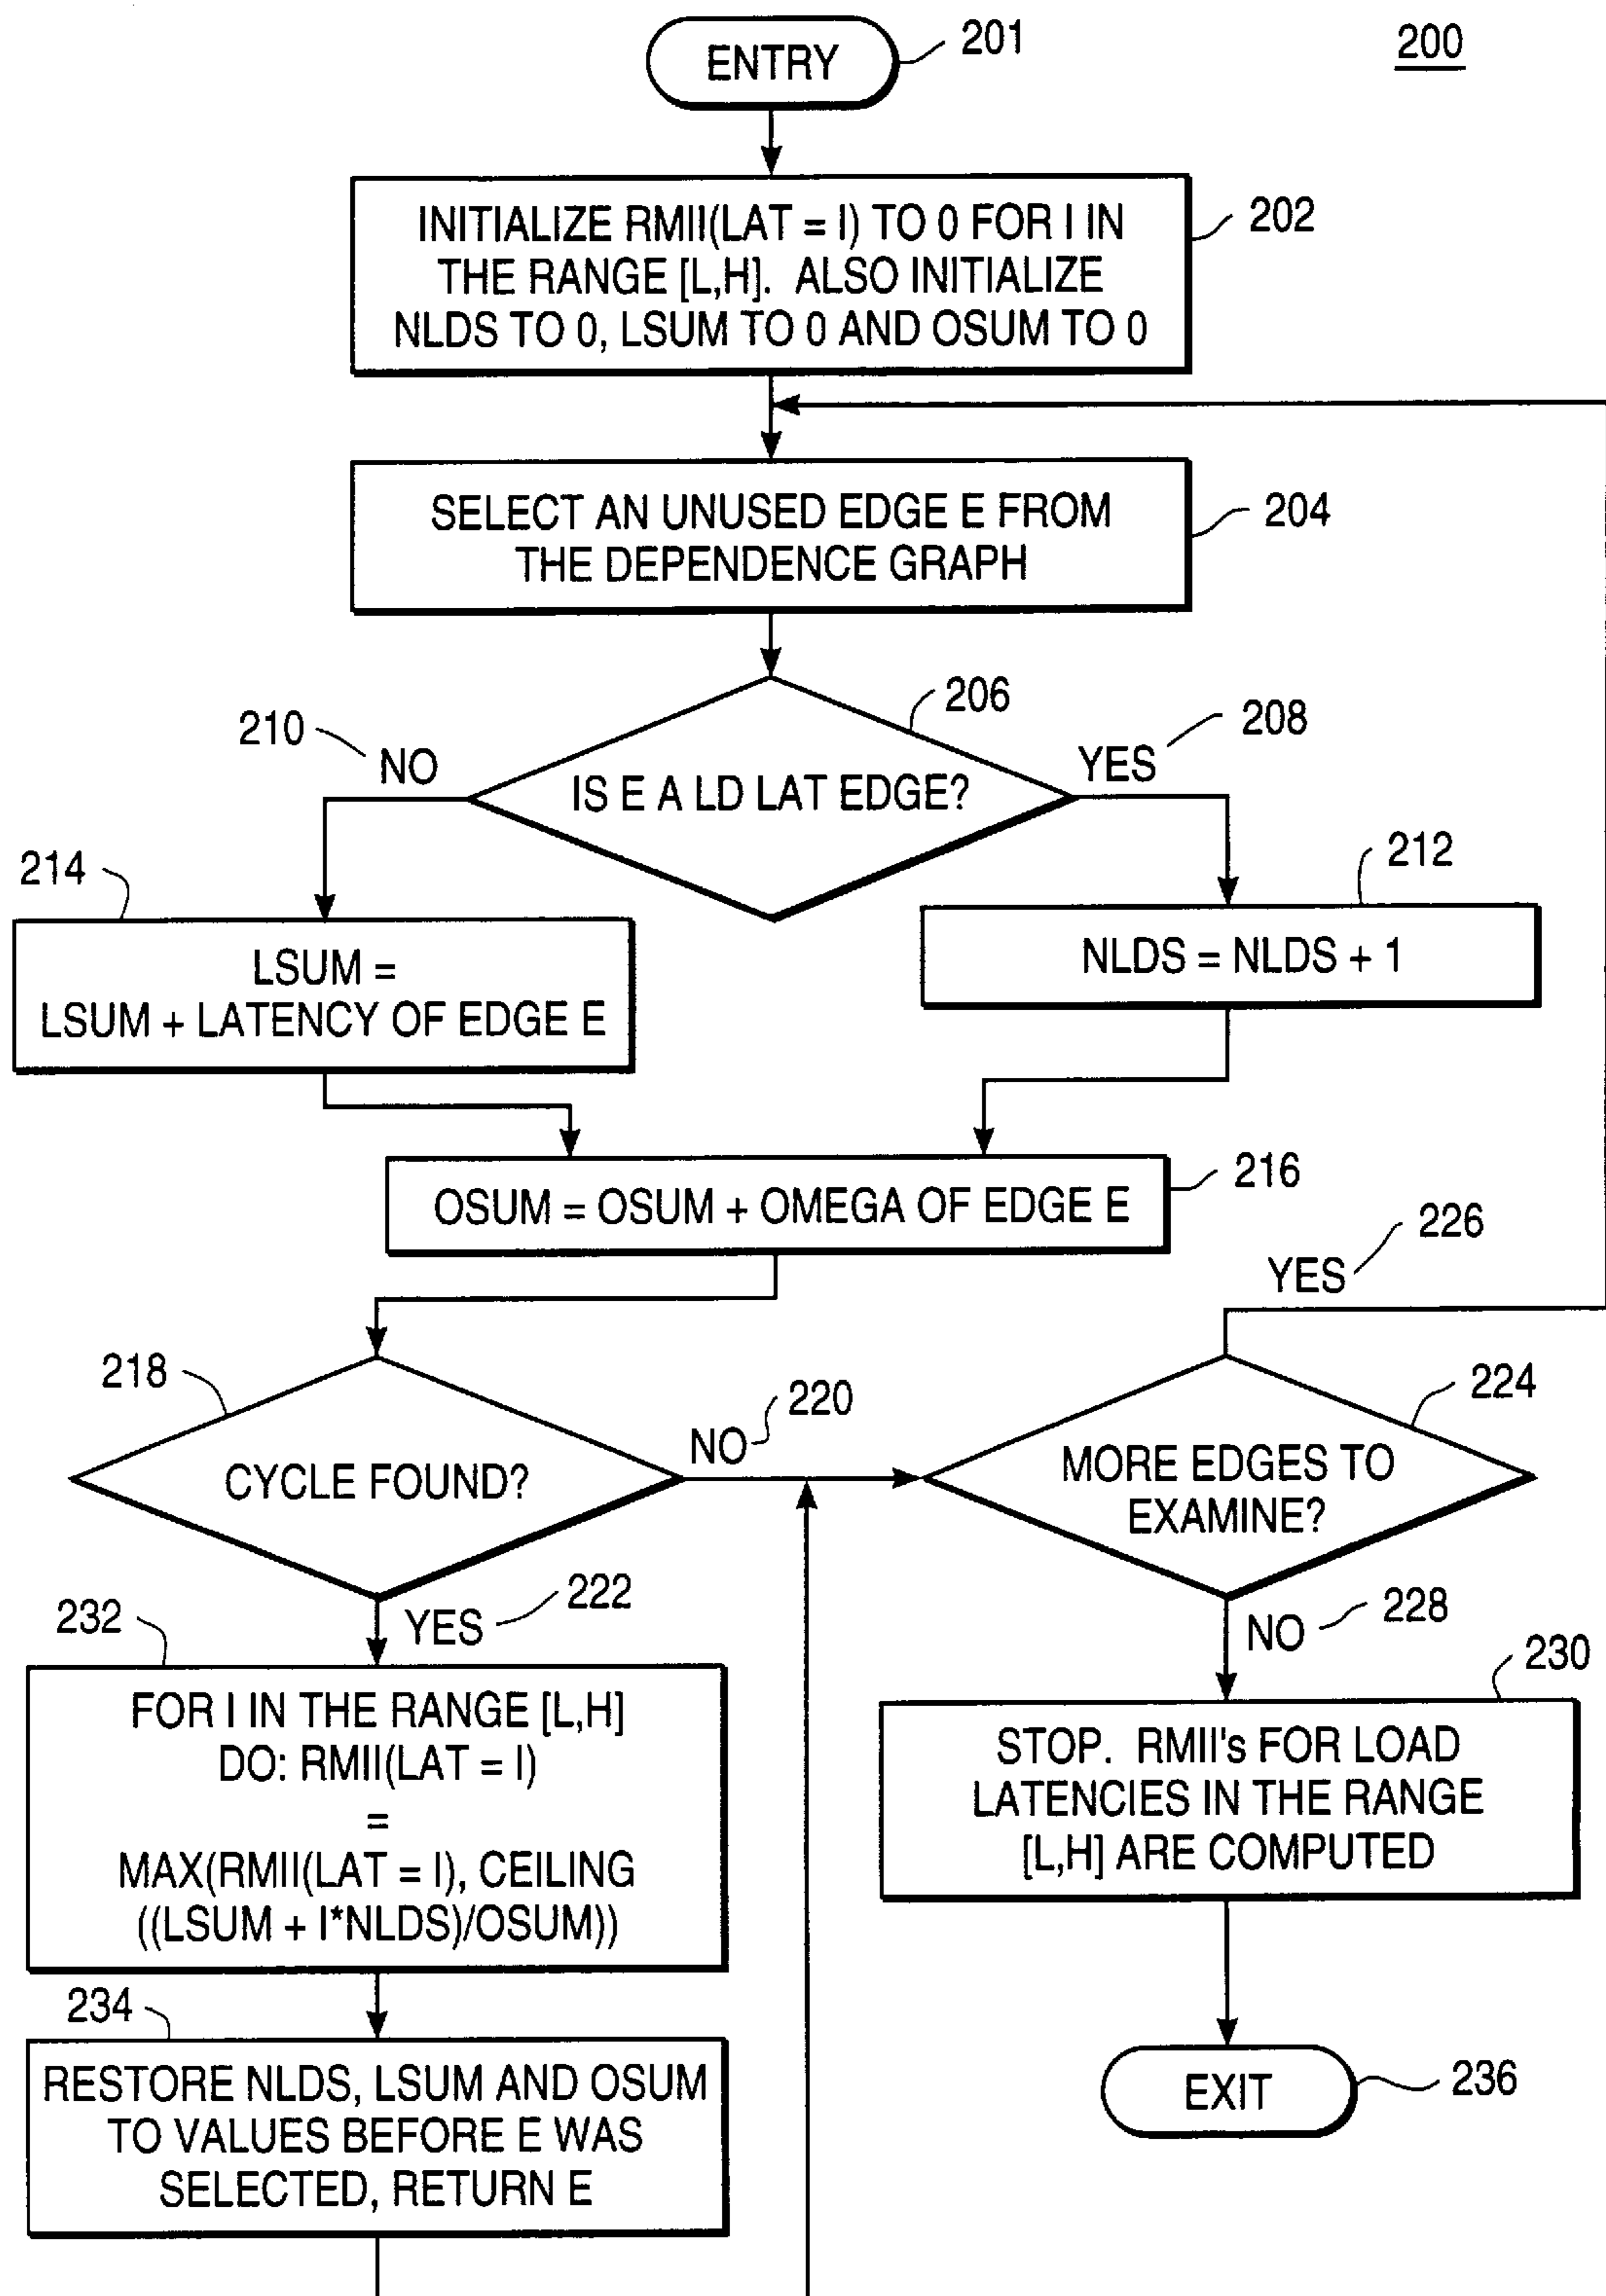 ENTRY
201
200
INITIALIZE RMII(LAT = I) TO 0 FOR I IN
THE RANGE [L,H]. ALSO INITIALIZE
NLDS TO 0, LSUM TO 0 AND OSUM TO 0
202
SELECT AN UNUSED EDGE E FROM
THE DEPENDENCE GRAPH
204
206
210
NO
IS E A LD LAT EDGE?
YES
208
214
LSUM =
LSUM + LATENCY OF EDGE E
212
NLDS = NLDS + 1
OSUM = OSUM + OMEGA OF EDGE E
216
226
YES
218
CYCLE FOUND?
NO
220
224
MORE EDGES TO
EXAMINE?
YES
222
NO
228
232
FOR I IN THE RANGE [L,H]
DO: RMII(LAT = I)
=
MAX(RMII(LAT = I), CEILING
((LSUM + I*NLDS)/OSUM))
230
STOP. RMII's FOR LOAD
LATENCIES IN THE RANGE
[L,H] ARE COMPUTED
234
RESTORE NLDS, LSUM AND OSUM
TO VALUES BEFORE E WAS
SELECTED, RETURN E
EXIT
236